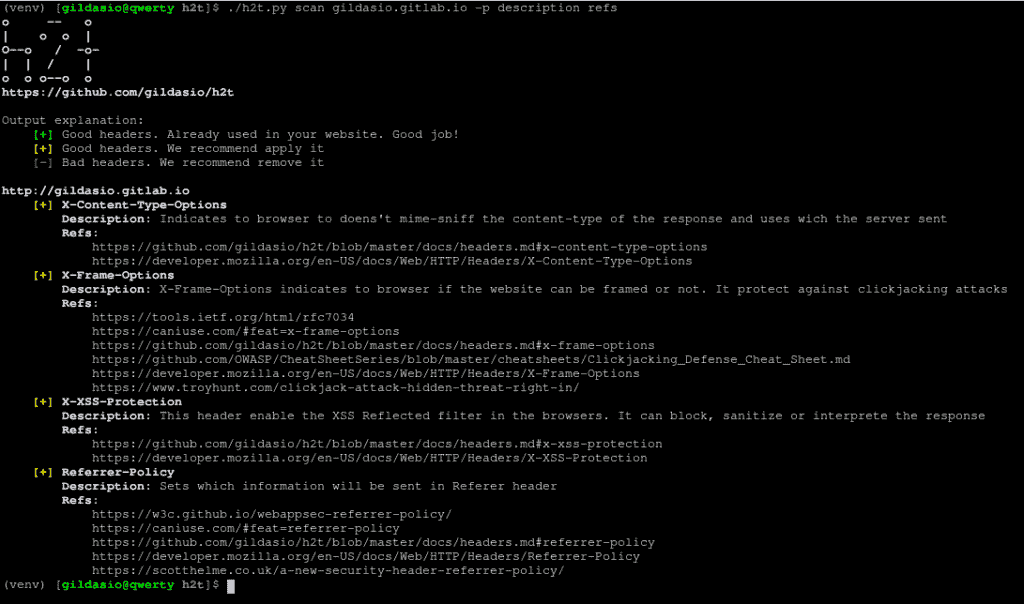 (venv) [gildasio@qwerty h2t]$ ./h2t.py scan gildasio.gitlab.io -p description refs
o     --   o
|    o  o  |
o--o   /  -o-
|  |  /    |
o  o o--o  o
https://github.com/gildasio/h2t
Output explanation:
[+] Good headers. Already used in your website. Good job!
[+] Good headers. We recommend apply it
[-] Bad headers. We recommend remove it
http://gildasio.gitlab.io
[+] X-Content-Type-Options
Description: Indicates to browser to doens't mime-sniff the content-type of the response and uses wich the server sent
Refs:
https://github.com/gildasio/h2t/blob/master/docs/headers.md#x-content-type-options
https://developer.mozilla.org/en-US/docs/Web/HTTP/Headers/X-Content-Type-Options
[+] X-Frame-Options
Description: X-Frame-Options indicates to browser if the website can be framed or not. It protect against clickjacking attacks
Refs:
https://tools.ietf.org/html/rfc7034
https://caniuse.com/#feat=x-frame-options
https://github.com/gildasio/h2t/blob/master/docs/headers.md#x-frame-options
https://github.com/OWASP/CheatSheetSeries/blob/master/cheatsheets/Clickjacking_Defense_Cheat_Sheet.md
https://developer.mozilla.org/en-US/docs/Web/HTTP/Headers/X-Frame-Options
https://www.troyhunt.com/clickjack-attack-hidden-threat-right-in/
[+] X-XSS-Protection
Description: This header enable the XSS Reflected filter in the browsers. It can block, sanitize or interprete the response
Refs:
https://github.com/gildasio/h2t/blob/master/docs/headers.md#x-xss-protection
https://developer.mozilla.org/en-US/docs/Web/HTTP/Headers/X-XSS-Protection
[+] Referrer-Policy
Description: Sets which information will be sent in Referer header
Refs:
https://w3c.github.io/webappsec-referrer-policy/
https://caniuse.com/#feat=referrer-policy
https://github.com/gildasio/h2t/blob/master/docs/headers.md#referrer-policy
https://developer.mozilla.org/en-US/docs/Web/HTTP/Headers/Referrer-Policy
https://scotthelme.co.uk/a-new-security-header-referrer-policy/
(venv) [gildasio@qwerty h2t]$